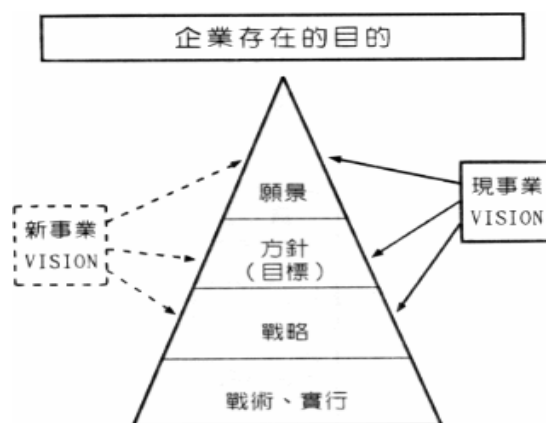 企業存在的目的
願景
新事業
VISION
現事業
VISION
方針
(目標)
戰略
戰術、實行